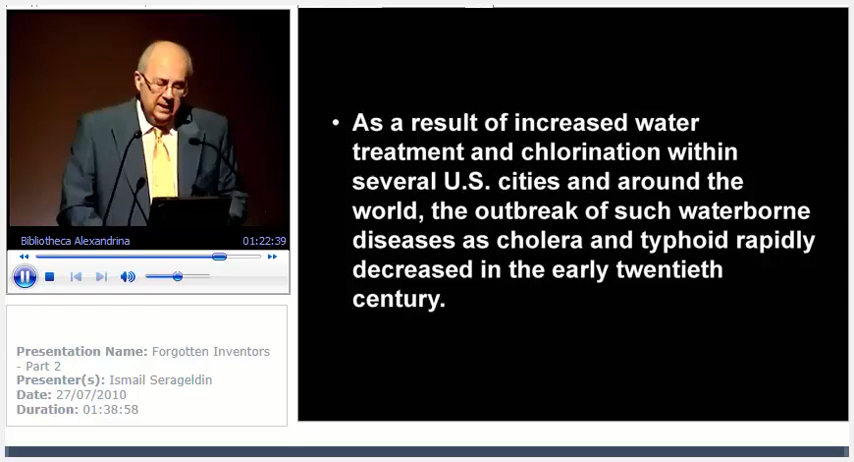 Bibliotheca Alexandrina 01:22:39
Presentation Name: Forgotten Inventors
- Part 2
Presenter(s): Ismail Serageldin
Date: 27/07/2010
Duration: 01:38:58
• As a result of increased water
treatment and chlorination within
several U.S. cities and around the
world, the outbreak of such waterborne
diseases as cholera and typhoid rapidly
decreased in the early twentieth
century.